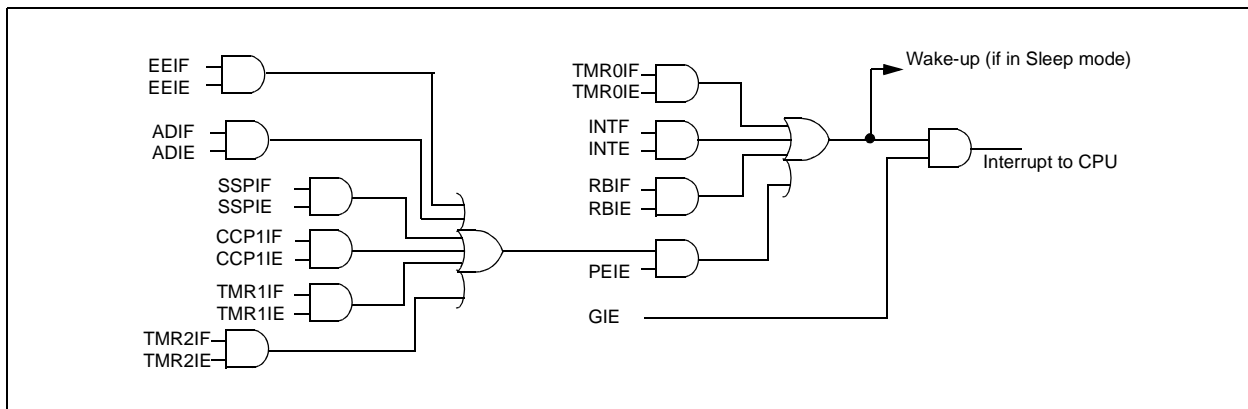 EEIF
EEIE
ADIF
ADIE
SSPIF
SSPIE
CCP1IF
CCP1IE
TMR1IF
TMR1IE
TMR2IF
TMR2IE
TMR0IF
TMR0IE
INTF
INTE
RBIF
RBIE
PEIE
GIE
Wake-up (if in Sleep mode)
Interrupt to CPU